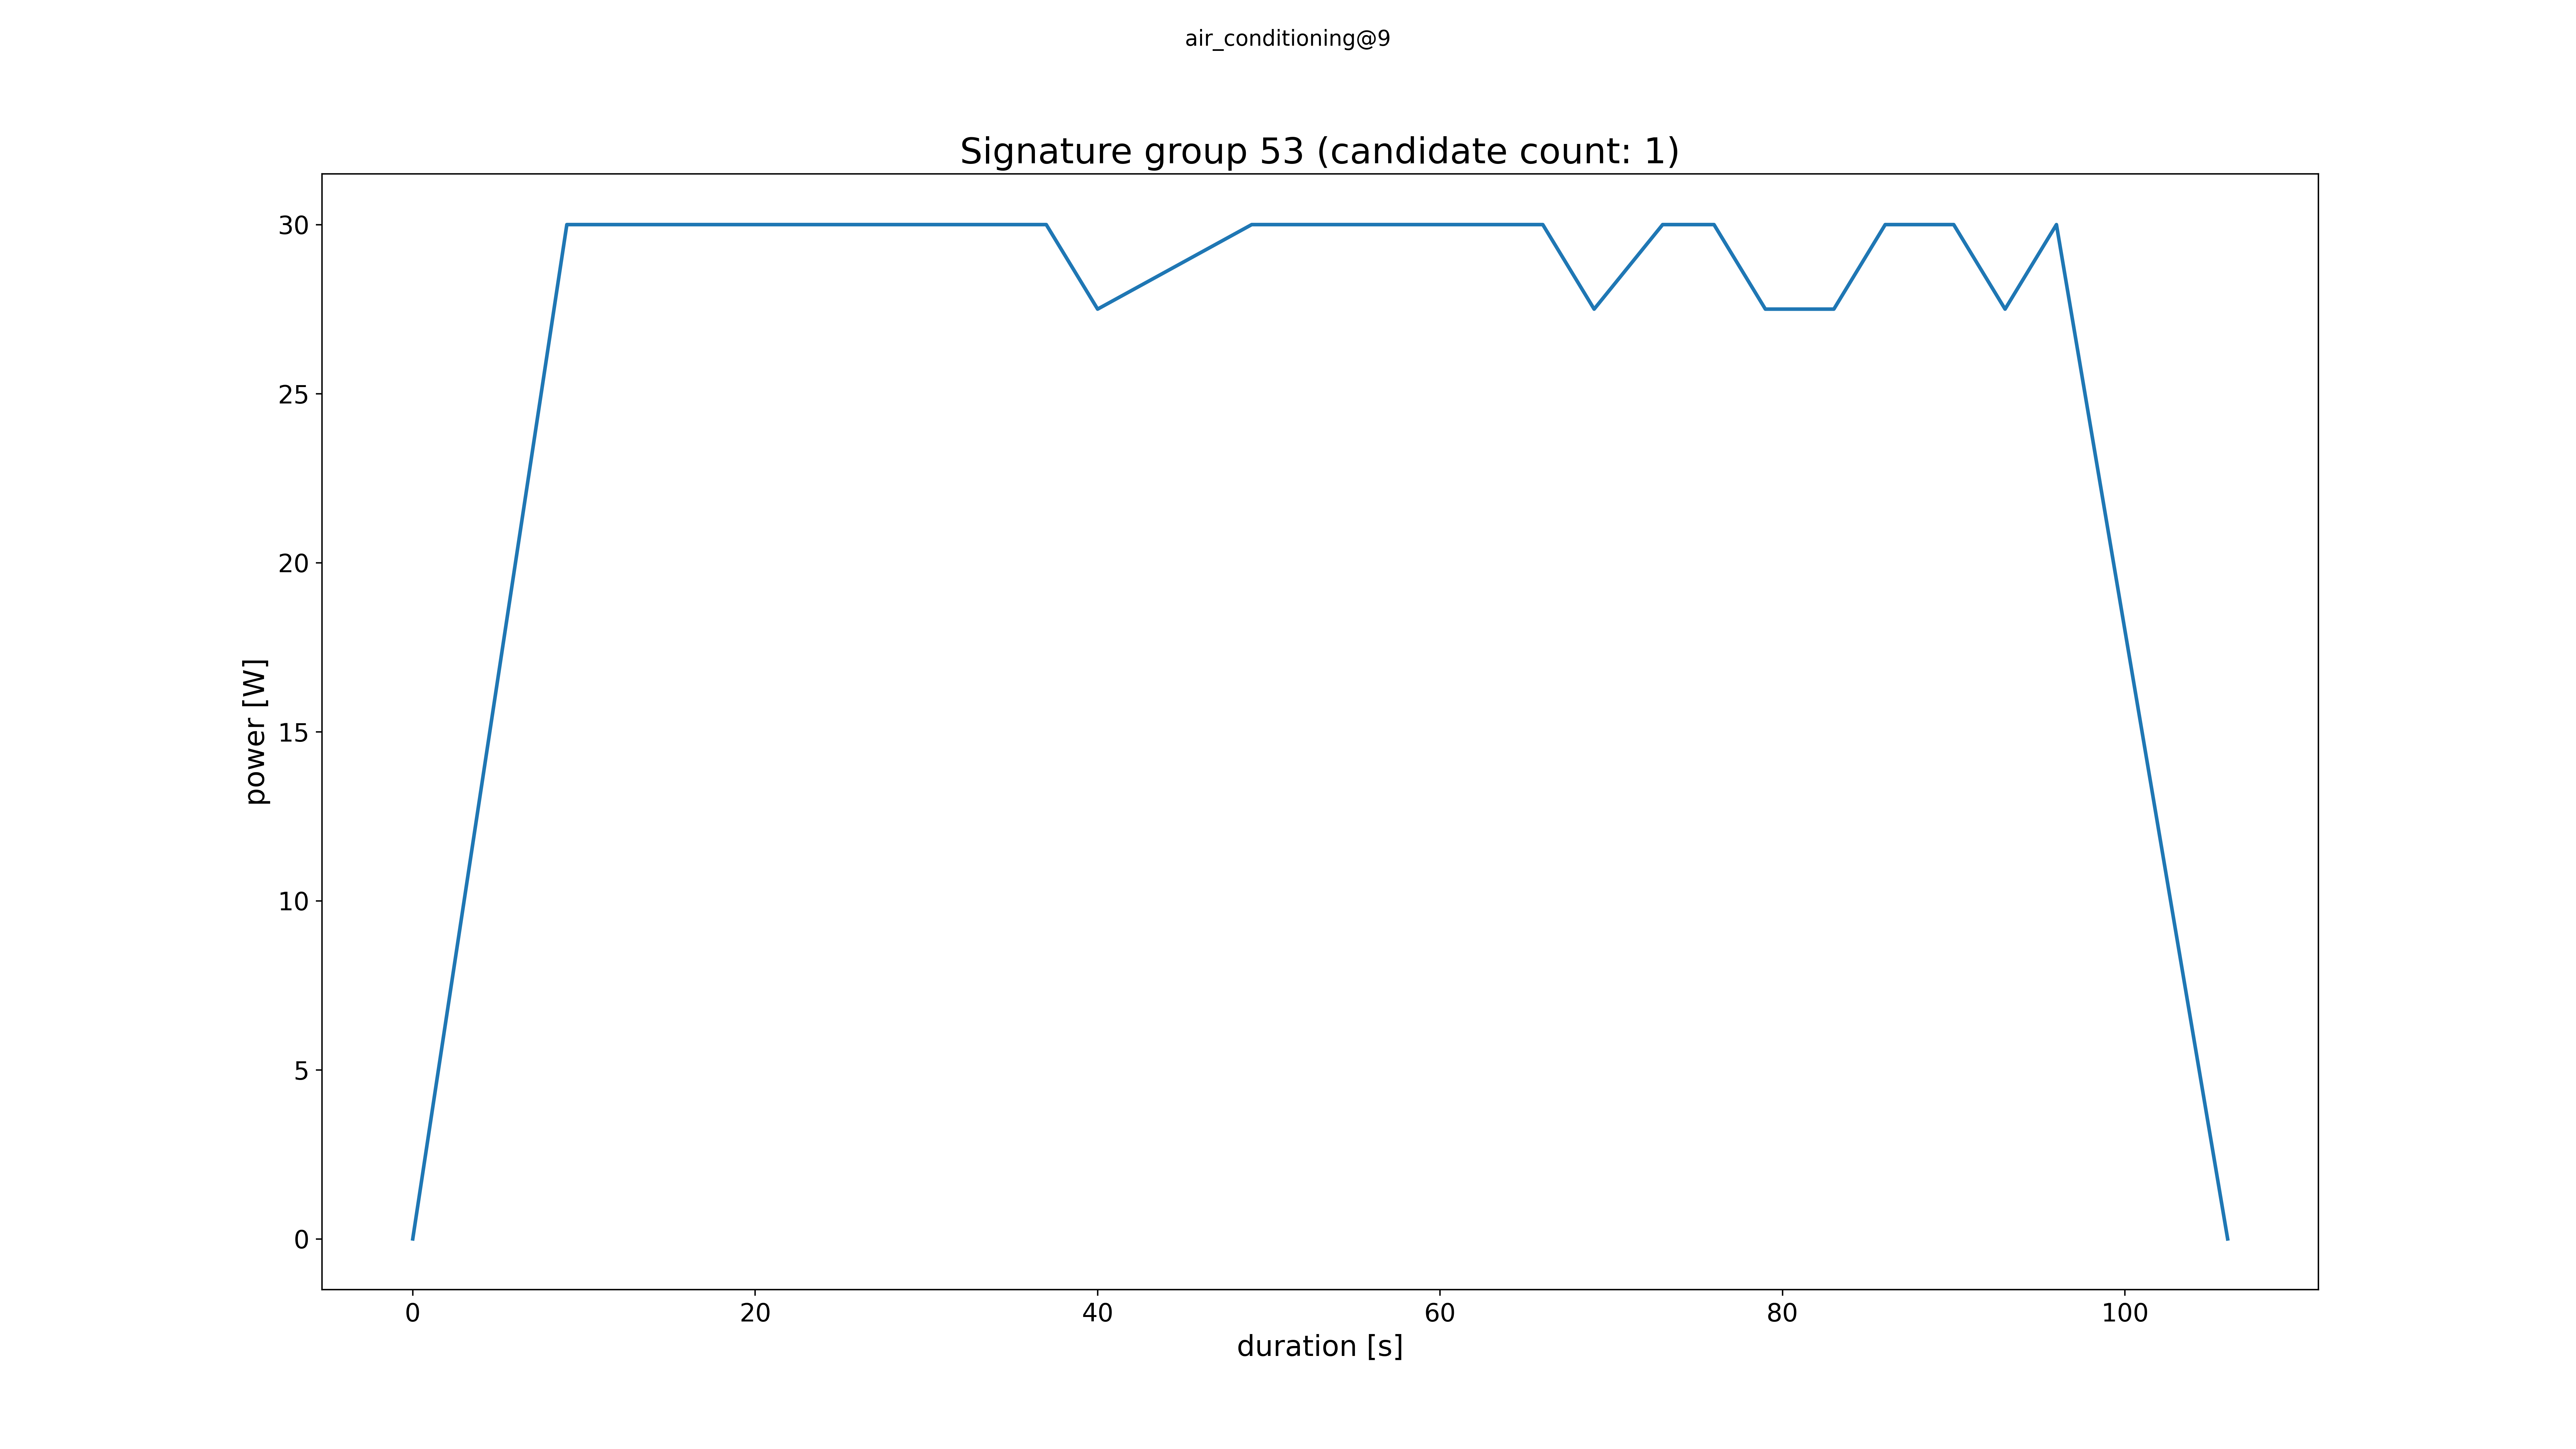 air_conditioning@9
Signature group 53 (candidate count: 1)
30
25
20
15
10
5
0
power [W]
0 20 40 60 80 100
duration [s]